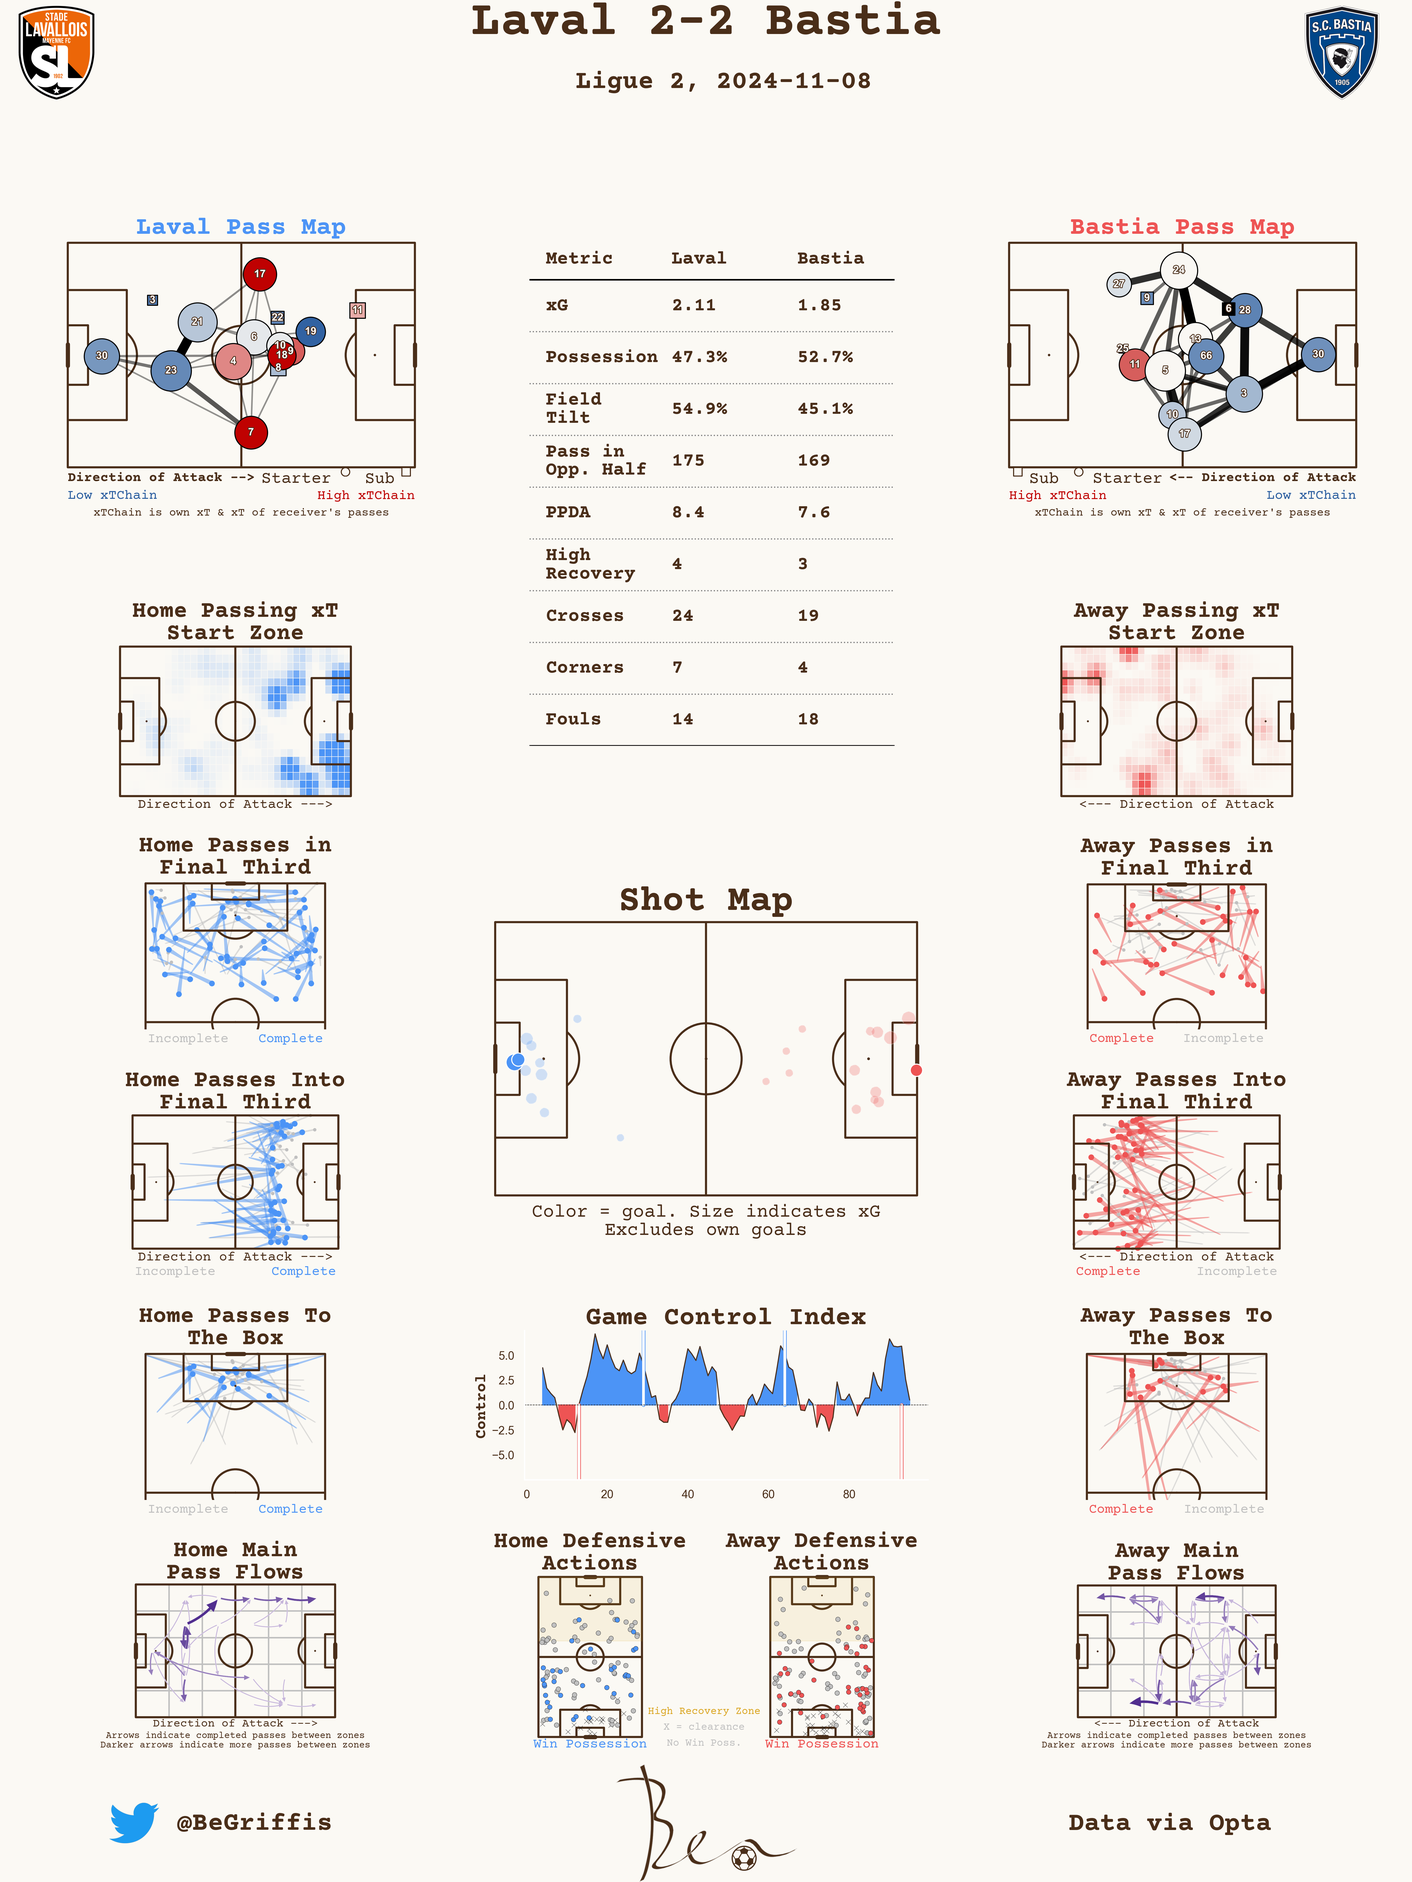 Laval 2-2 Bastia
Ligue 2, 2024-11-08
STADE
LAVALLOIS
MAYENNE FC
SL
1902
S.C. BASTIA
1905
Laval Pass Map
17
3
11
22
21
19
6
10
9
18
4
30
23
8
7
Direction of Attack --> Starter Sub
Low xTChain High xTChain
xTChain is own xT & xT of receiver's passes
Metric Laval Bastia
xG 2.11 1.85
Possession 47.3% 52.7%
Field
Tilt 54.9% 45.1%
Pass in
Opp. Half 175 169
PPDA 8.4 7.6
High
Recovery 4 3
Crosses 24 19
Corners 7 4
Fouls 14 18
Bastia Pass Map
24
27
9
6
28
13
25
66
30
11
5
3
10
17
Sub Starter <-- Direction of Attack
High xTChain Low xTChain
xTChain is own xT & xT of receiver's passes
Home Passing xT
Start Zone
Direction of Attack --->
Away Passing xT
Start Zone
<--- Direction of Attack
Home Passes in
Final Third
Incomplete Complete
Away Passes in
Final Third
Complete Incomplete
Shot Map
Color = goal. Size indicates xG
Excludes own goals
Home Passes Into
Final Third
Direction of Attack --->
Incomplete Complete
Away Passes Into
Final Third
<--- Direction of Attack
Complete Incomplete
Home Passes To
The Box
Incomplete Complete
Game Control Index
Control
5.0
2.5
0.0
−2.5
−5.0
0 20 40 60 80
Away Passes To
The Box
Complete Incomplete
Home Main
Pass Flows
Direction of Attack --->
Arrows indicate completed passes between zones
Darker arrows indicate more passes between zones
Home Defensive
Actions
Win Possession
High Recovery Zone
X = clearance
No Win Poss.
Away Defensive
Actions
Win Possession
Away Main
Pass Flows
<--- Direction of Attack
Arrows indicate completed passes between zones
Darker arrows indicate more passes between zones
@BeGriffis
Ben
Data via Opta